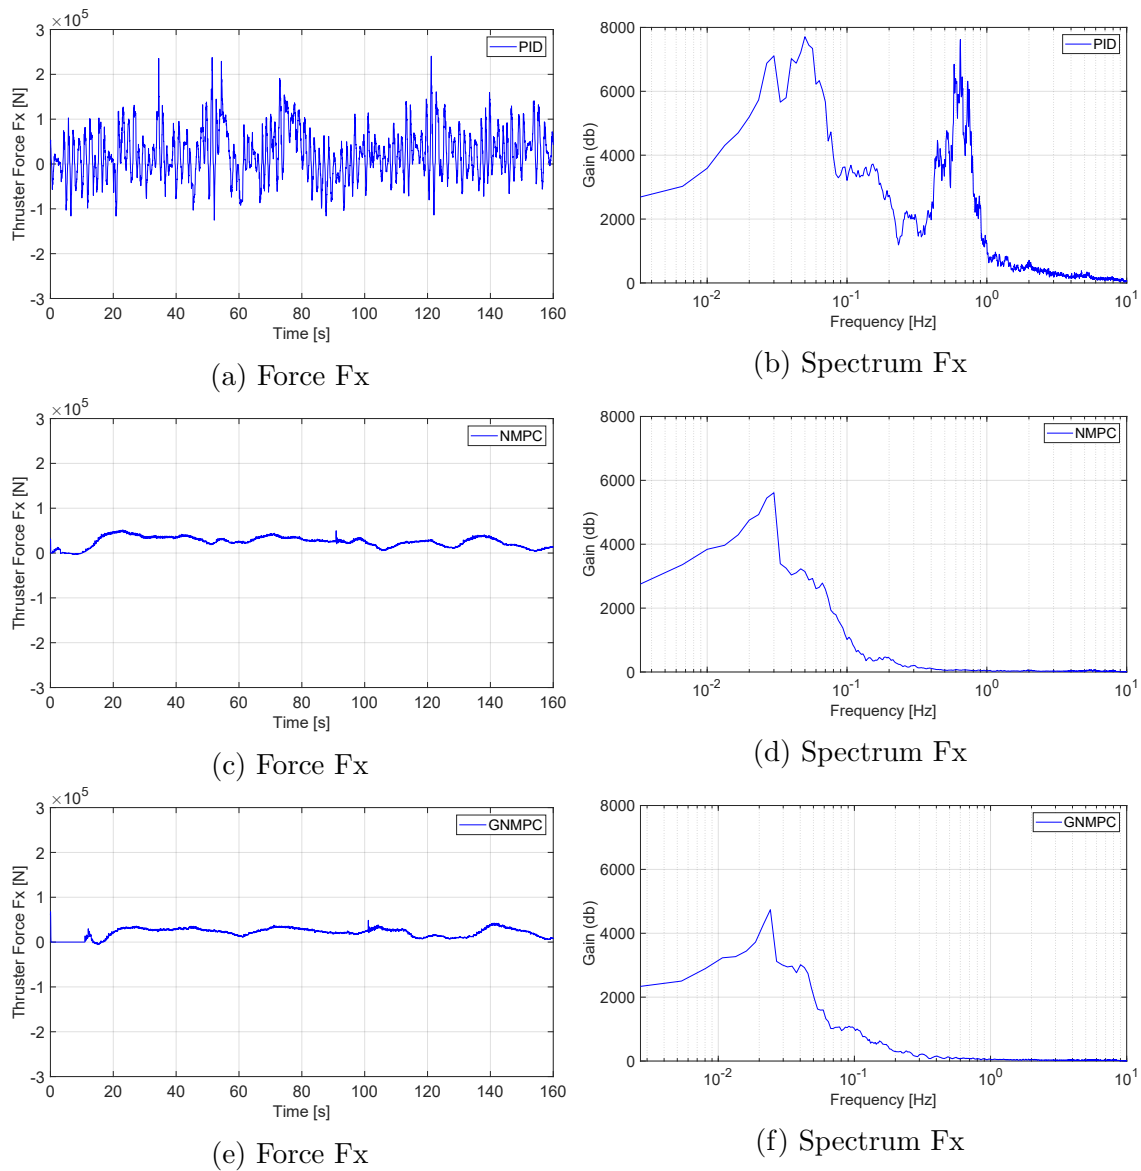 ×10^5
3
2
1
0
-1
-2
-3
Thruster Force Fx [N]
PID
0 20 40 60 80 100 120 140 160
Time [s]
(a) Force Fx
8000
6000
4000
2000
0
Gain (db)
PID
10^-2 10^-1 10^0 10^1
Frequency [Hz]
(b) Spectrum Fx
×10^5
3
2
1
0
-1
-2
-3
Thruster Force Fx [N]
NMPC
0 20 40 60 80 100 120 140 160
Time [s]
(c) Force Fx
8000
6000
4000
2000
0
Gain (db)
NMPC
10^-2 10^-1 10^0 10^1
Frequency [Hz]
(d) Spectrum Fx
×10^5
3
2
1
0
-1
-2
-3
Thruster Force Fx [N]
GNMPC
0 20 40 60 80 100 120 140 160
Time [s]
(e) Force Fx
8000
6000
4000
2000
0
Gain (db)
GNMPC
10^-2 10^-1 10^0 10^1
Frequency [Hz]
(f) Spectrum Fx